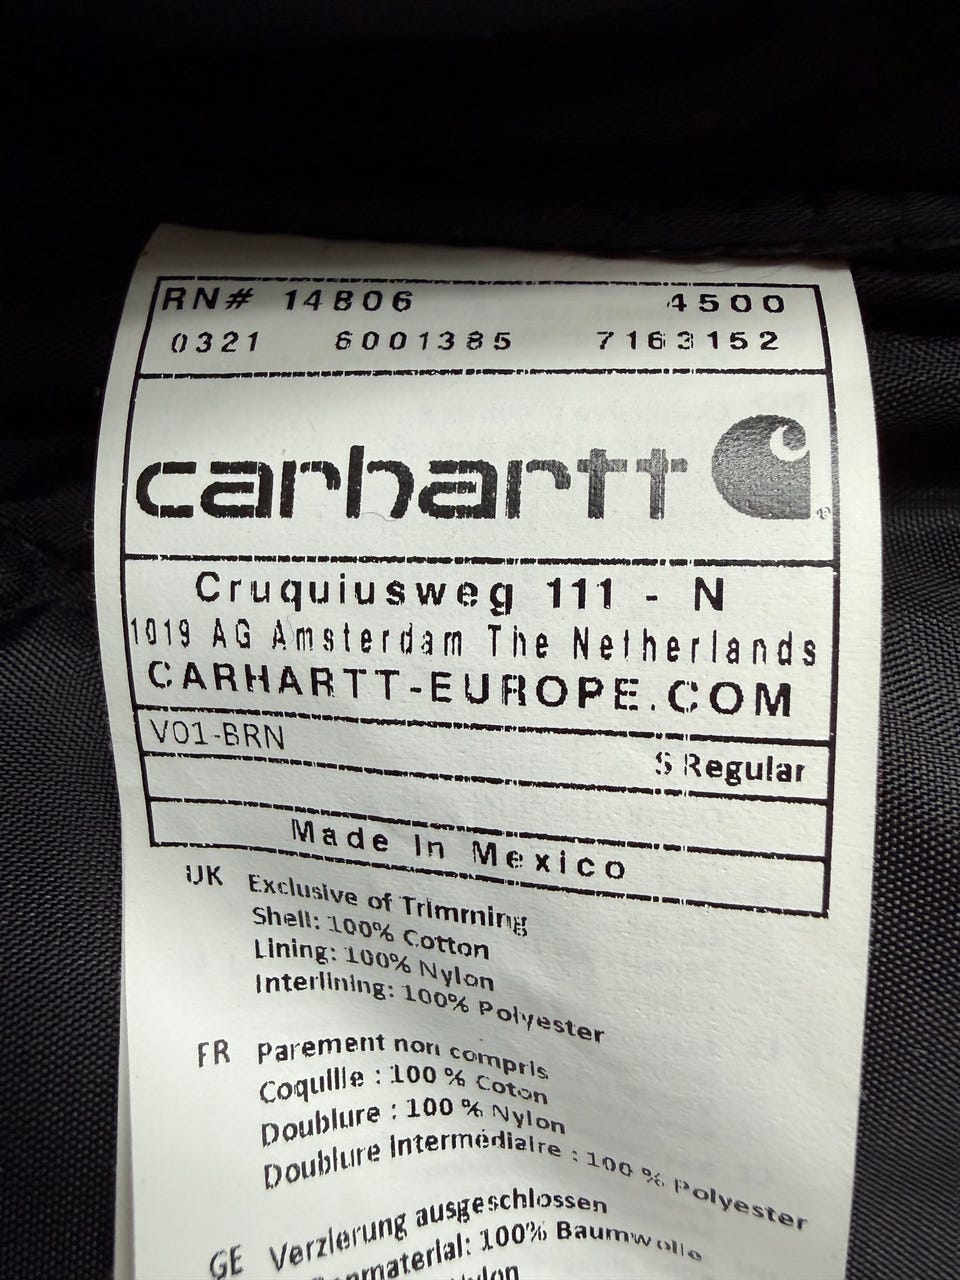 RN# 14806 4500
0321 6001385 7163152
carhartt
Cruquiusweg 111 - N
1019 AG Amsterdam The Netherlands
CARHARTT-EUROPE.COM
V01-BRN S Regular
Made In Mexico
UK Exclusive of Trimming
Shell: 100% Cotton
Lining: 100% Nylon
Interlining: 100% Polyester
FR Parement non compris
Coquille : 100 % Coton
Doublure : 100 % Nylon
Doublure Intermédiaire : 100 % Polyester
GE Verzierung ausgeschlossen
100% Baumwolle